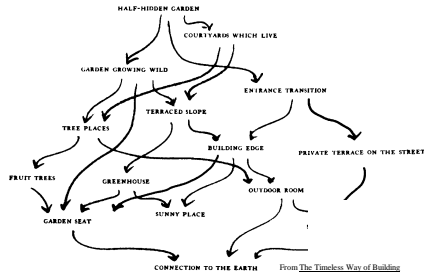 HALF-HIDDEN GARDEN
COURTYARDS WHICH LIVE
GARDEN GROWING WILD
ENTRANCE TRANSITION
TERRACED SLOPE
TREE PLACES
BUILDING EDGE
PRIVATE TERRACE ON THE STREET
FRUIT TREES
GREENHOUSE
OUTDOOR ROOM
SUNNY PLACE
GARDEN SEAT
CONNECTION TO THE EARTH
From The Timeless Way of Building